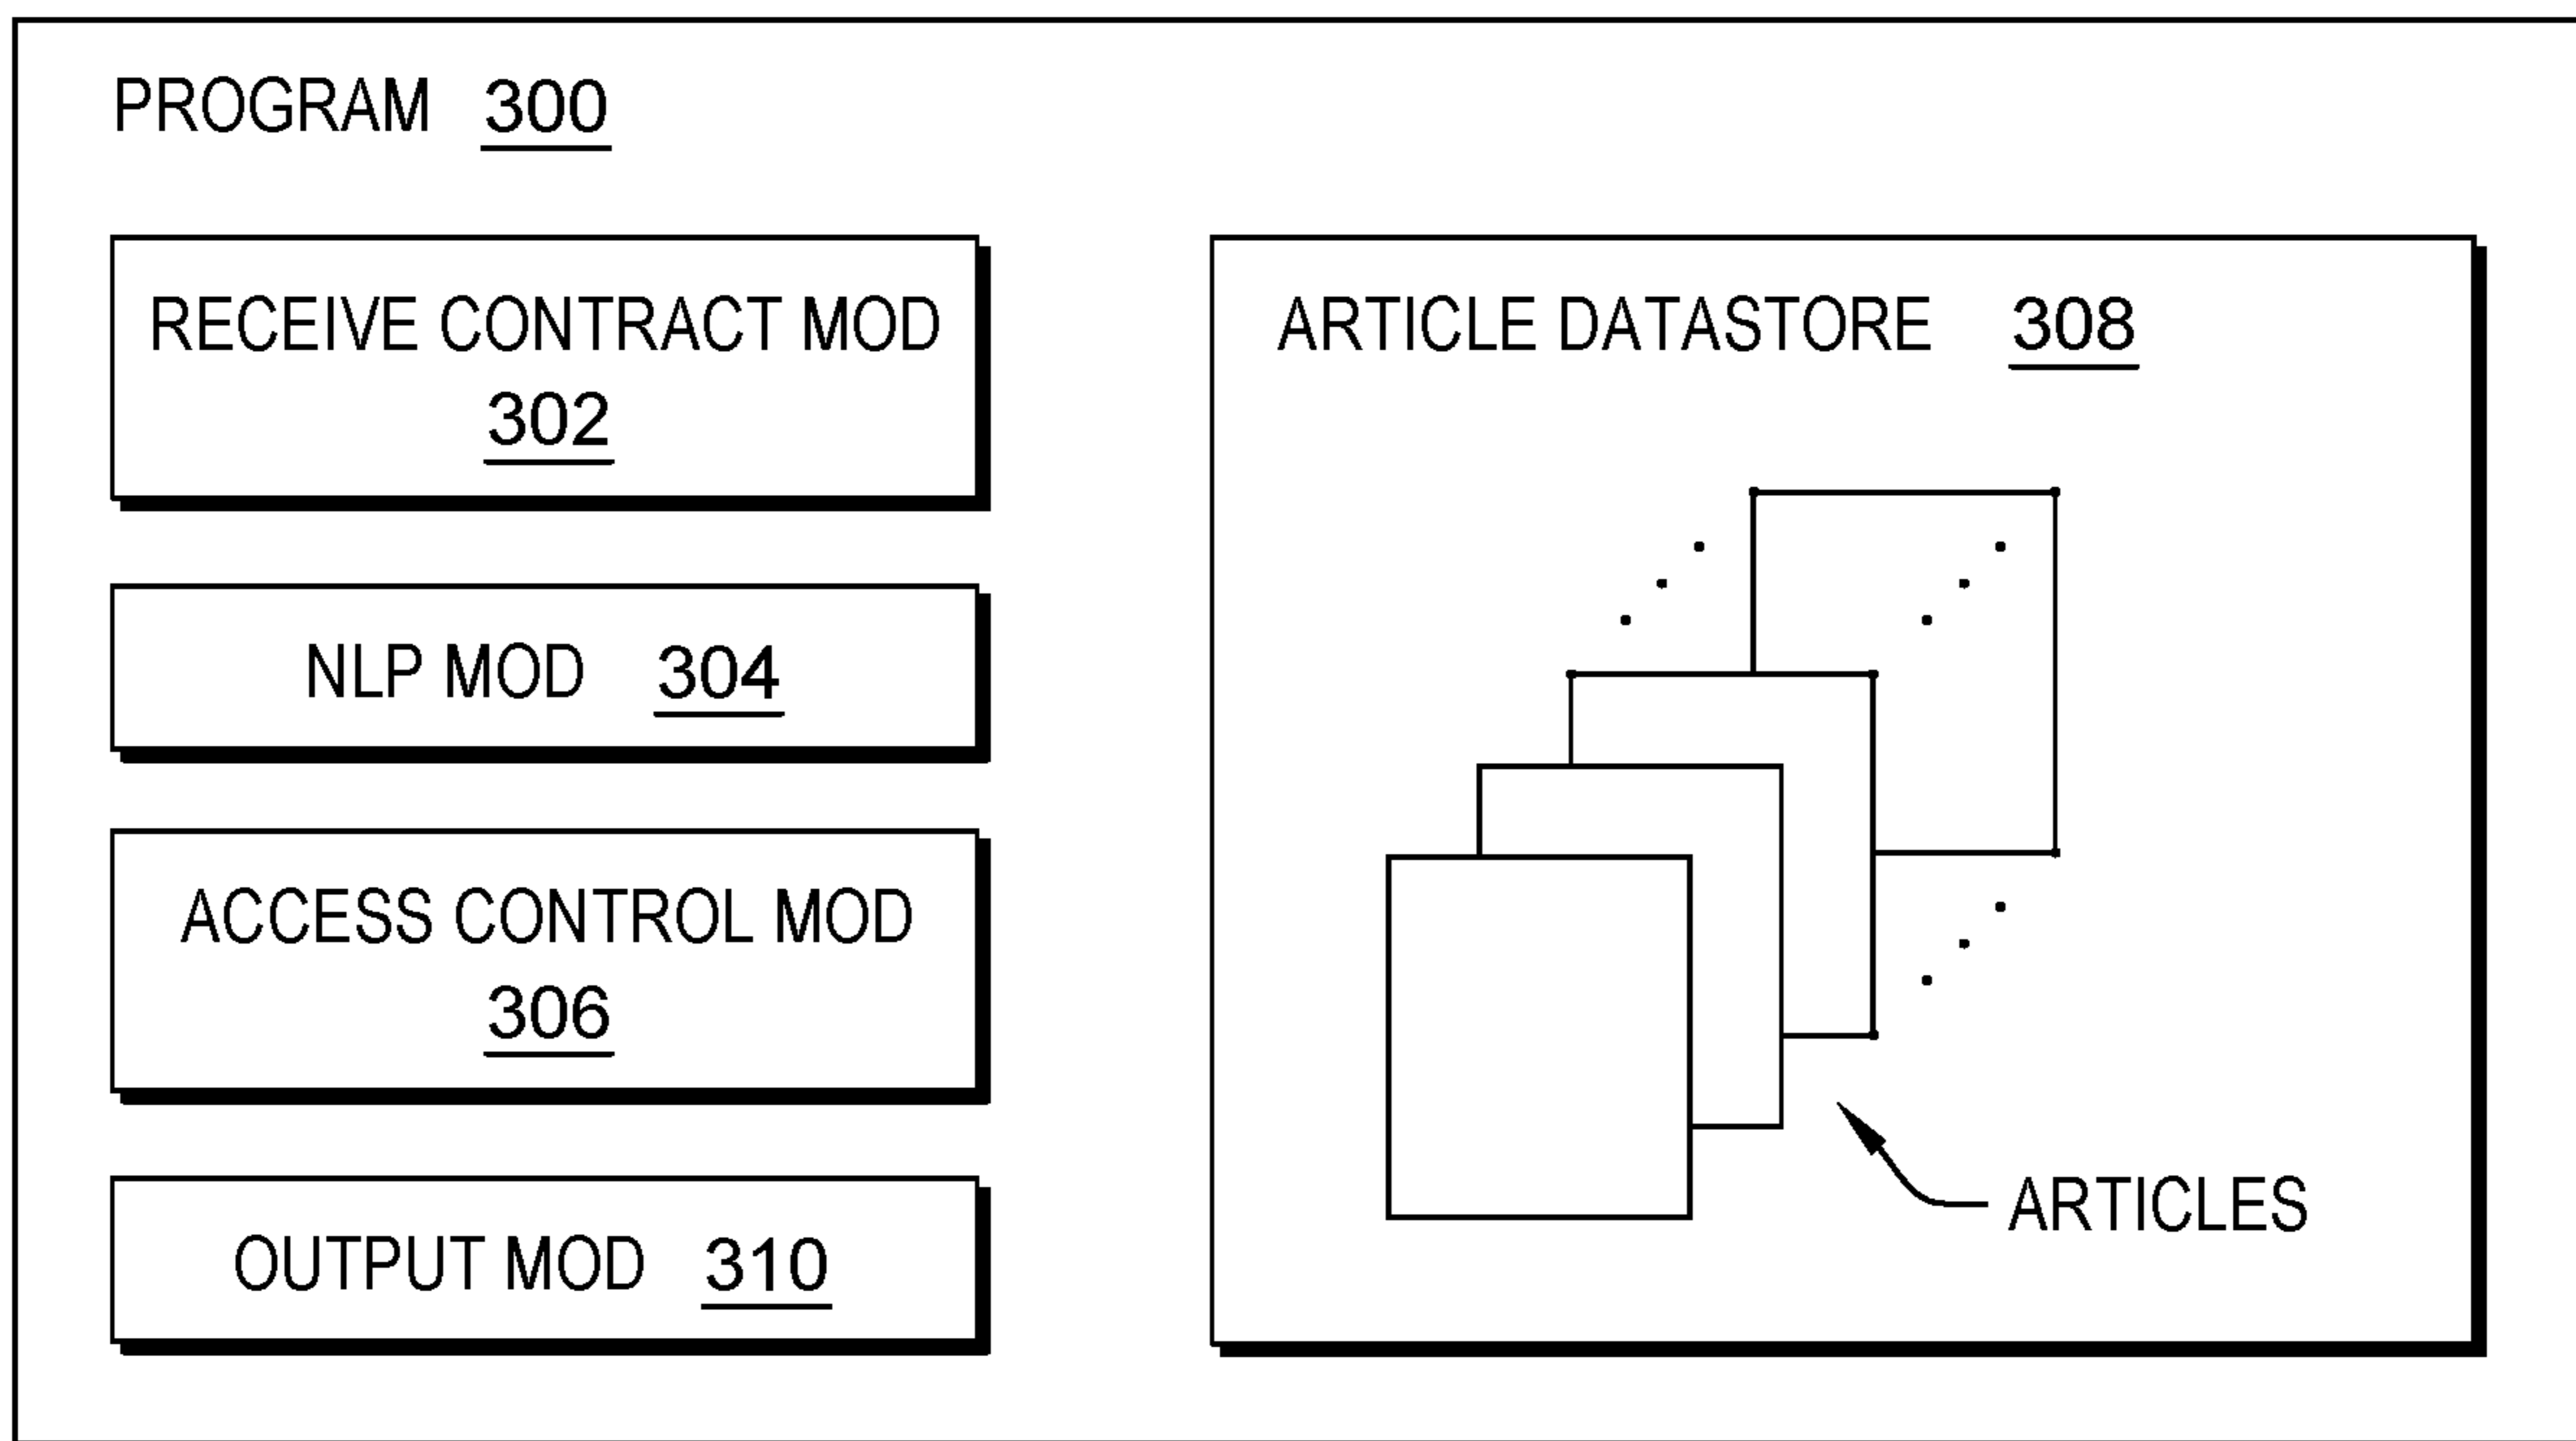 PROGRAM 300
RECEIVE CONTRACT MOD
302
NLP MOD 304
ACCESS CONTROL MOD
306
OUTPUT MOD 310
ARTICLE DATASTORE 308
ARTICLES